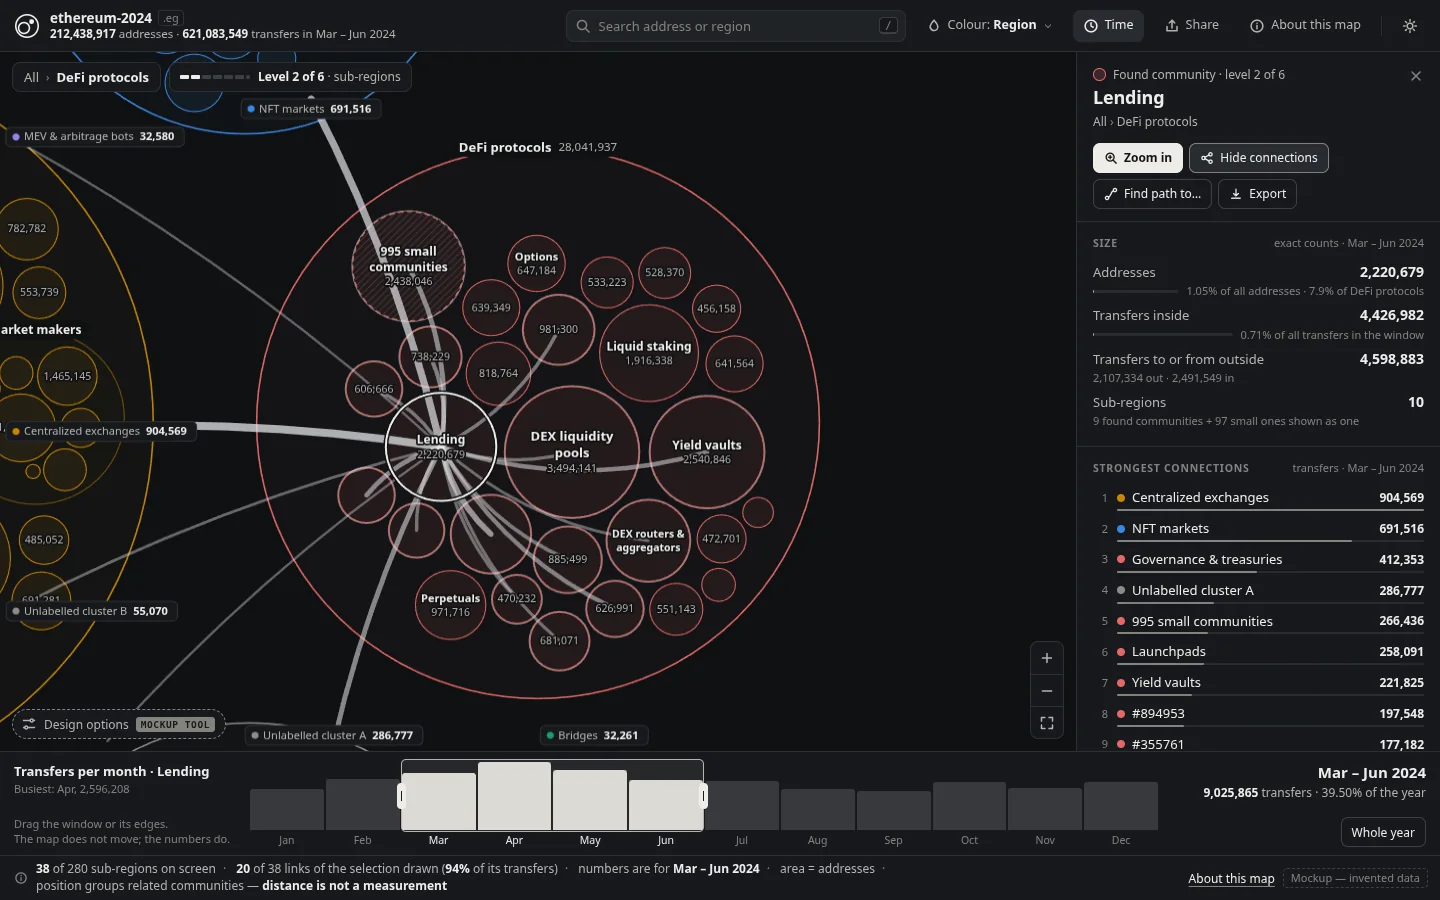 ethereum-2024 .eg
212,438,917 addresses · 621,083,549 transfers in Mar – Jun 2024
Search address or region /
Colour: Region
Time
Share
About this map
All › DeFi protocols
Level 2 of 6 · sub-regions
NFT markets 691,516
MEV & arbitrage bots 32,580
DeFi protocols 28,041,937
782,782
553,739
arket makers
1,465,145
Centralized exchanges 904,569
485,052
691,281
Unlabelled cluster B 55,070
995 small
communities
2,438,046
Options
647,184
533,223
528,370
639,349
456,158
981,300
738,229
Liquid staking
1,916,338
641,564
818,764
606,666
Lending
2,220,679
DEX liquidity
pools
3,494,141
Yield vaults
2,540,846
DEX routers &
aggregators
472,701
885,499
Perpetuals
971,716
470,232
626,991
551,143
681,071
Design options MOCKUP TOOL
Unlabelled cluster A 286,777
Bridges 32,261
Found community · level 2 of 6
Lending
All › DeFi protocols
Zoom in
Hide connections
Find path to...
Export
SIZE exact counts · Mar – Jun 2024
Addresses 2,220,679
1.05% of all addresses · 7.9% of DeFi protocols
Transfers inside 4,426,982
0.71% of all transfers in the window
Transfers to or from outside 4,598,883
2,107,334 out · 2,491,549 in
Sub-regions 10
9 found communities + 97 small ones shown as one
STRONGEST CONNECTIONS transfers · Mar – Jun 2024
1 Centralized exchanges 904,569
2 NFT markets 691,516
3 Governance & treasuries 412,353
4 Unlabelled cluster A 286,777
5 995 small communities 266,436
6 Launchpads 258,091
7 Yield vaults 221,825
8 #894953 197,548
9 #355761 177,182
Transfers per month · Lending
Busiest: Apr, 2,596,208
Drag the window or its edges.
The map does not move; the numbers do.
Jan Feb Mar Apr May Jun Jul Aug Sep Oct Nov Dec
Mar – Jun 2024
9,025,865 transfers · 39.50% of the year
Whole year
38 of 280 sub-regions on screen · 20 of 38 links of the selection drawn (94% of its transfers) · numbers are for Mar – Jun 2024 · area = addresses ·
position groups related communities — distance is not a measurement
About this map
Mockup — invented data